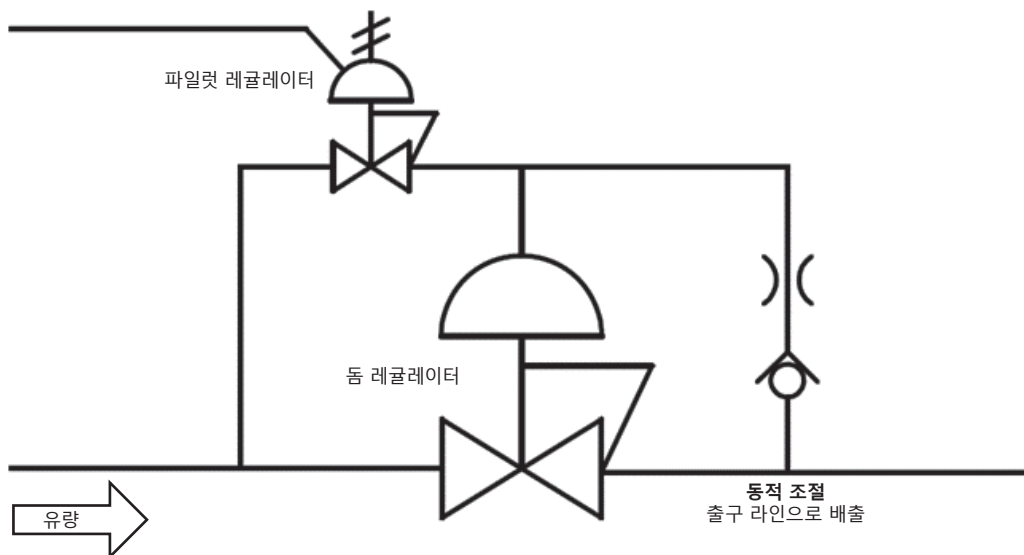 파일럿 레귤레이터
돔 레귤레이터
유량
동적 조절
출구 라인으로 배출